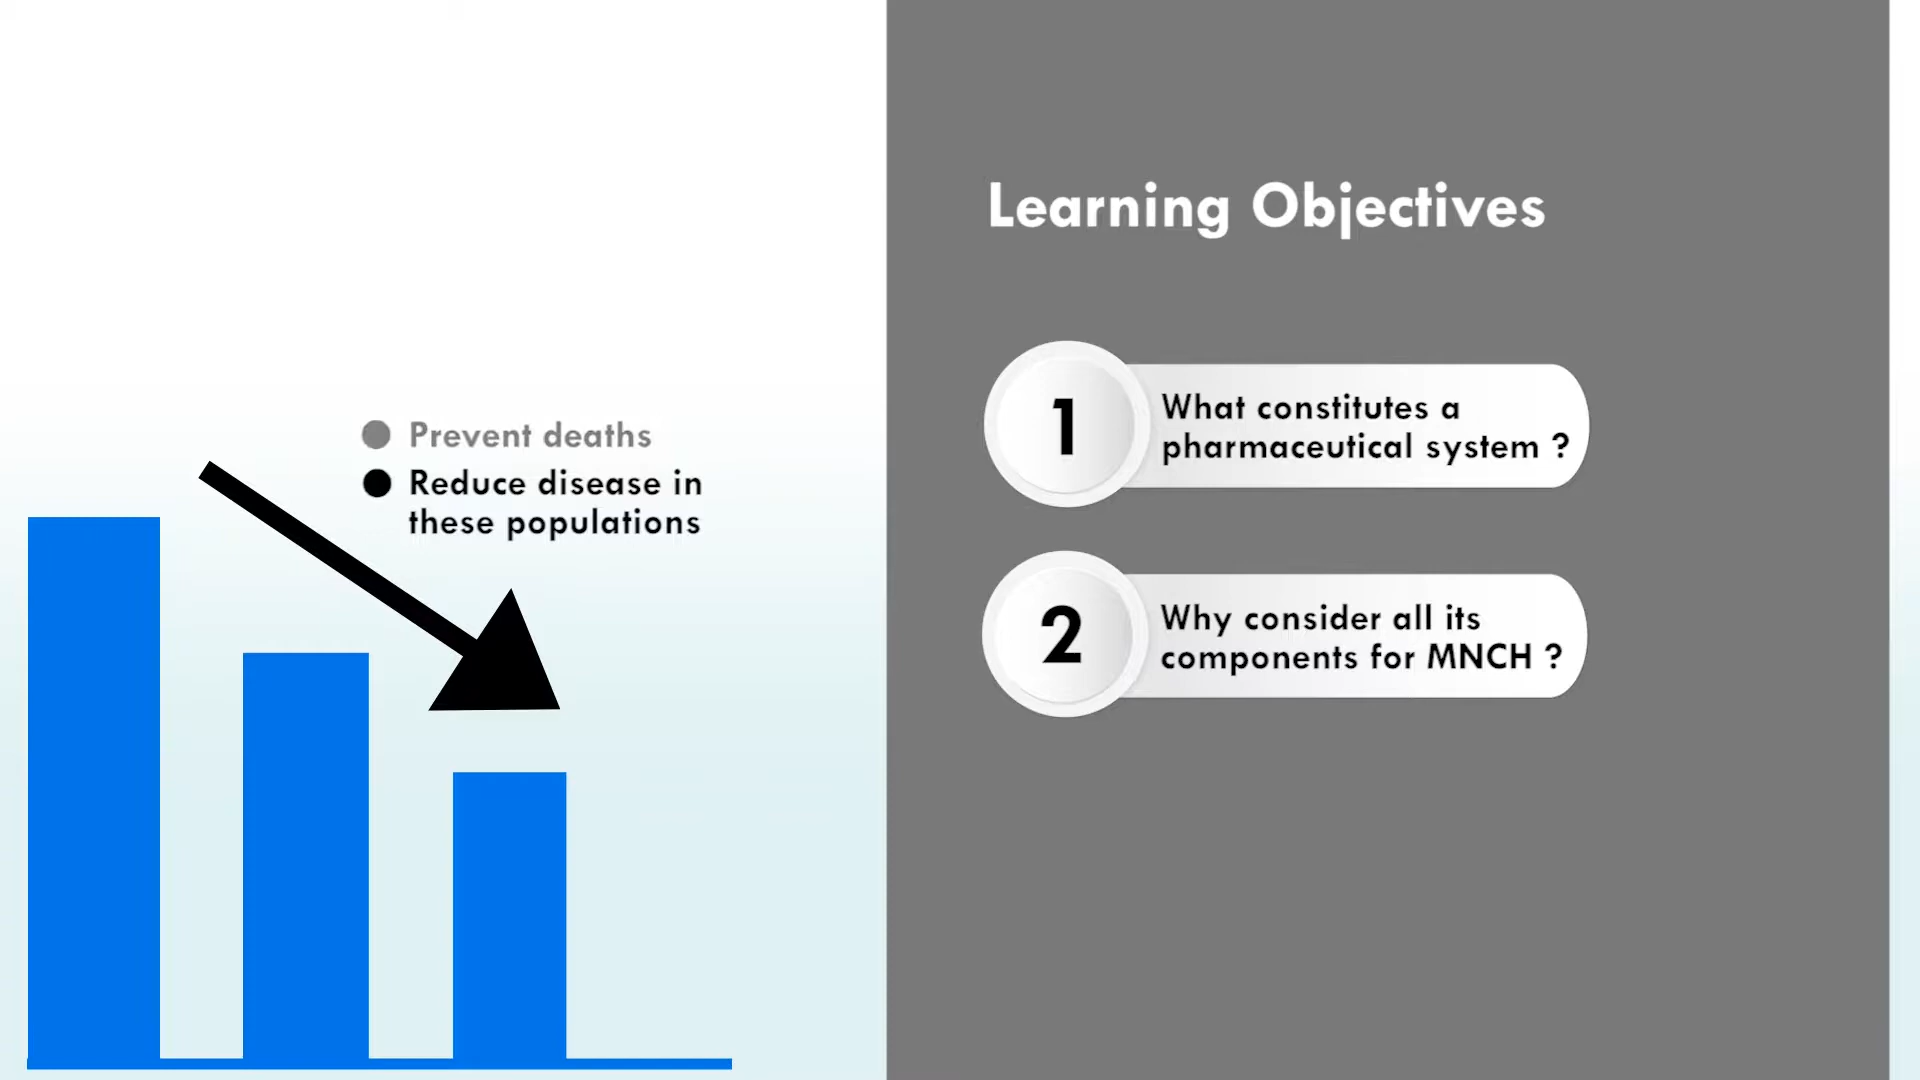 Prevent deaths
Reduce disease in
these populations
Learning Objectives
1
What constitutes a
pharmaceutical system ?
2
Why consider all its
components for MNCH ?